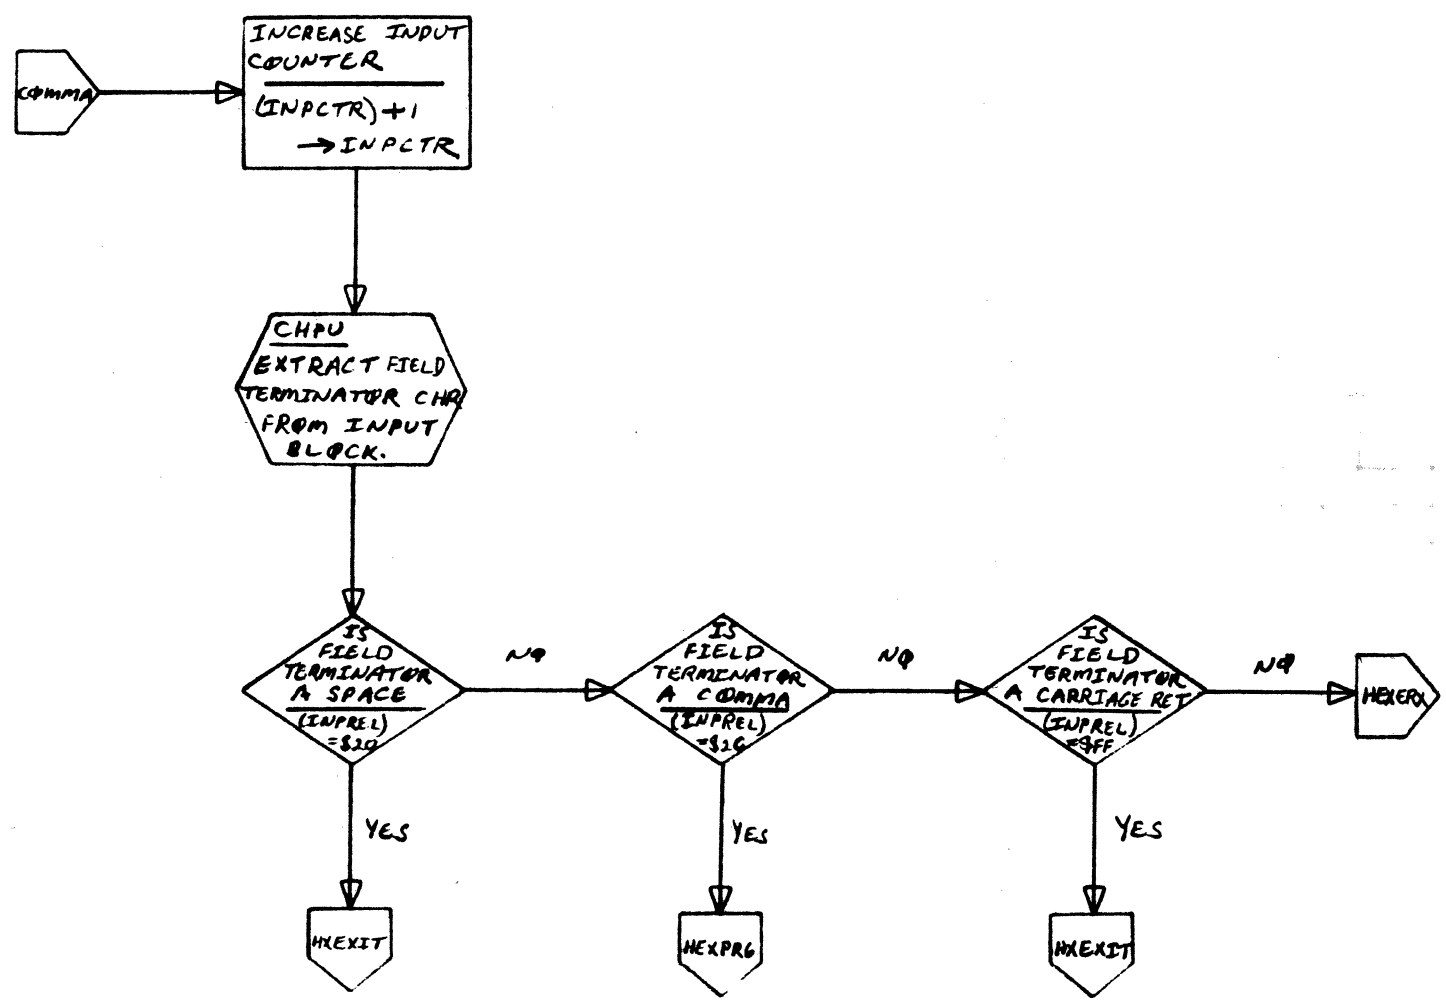 COMMA
INCREASE INPUT
COUNTER
(INPCTR)+1
→INPCTR
CHPU
EXTRACT FIELD
TERMINATOR CHR
FROM INPUT
BLOCK.
IS
FIELD
TERMINATOR
A SPACE
(INPREL)
=$20
NO
YES
HXEXIT
IS
FIELD
TERMINATOR
A COMMA
(INPREL)
=$2C
NO
YES
HEXPRG
IS
FIELD
TERMINATOR
A CARRIAGE RET
(INPREL)
=$FF
NO
YES
HXEXIT
HEXERX